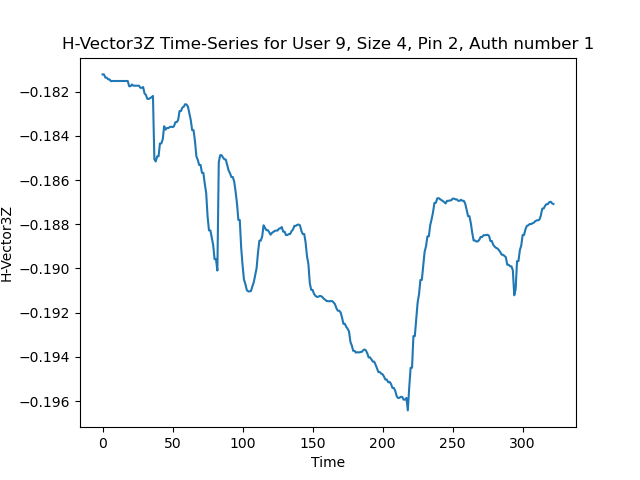 H-Vector3Z Time-Series for User 9, Size 4, Pin 2, Auth number 1
H-Vector3Z
−0.182
−0.184
−0.186
−0.188
−0.190
−0.192
−0.194
−0.196
0 50 100 150 200 250 300
Time